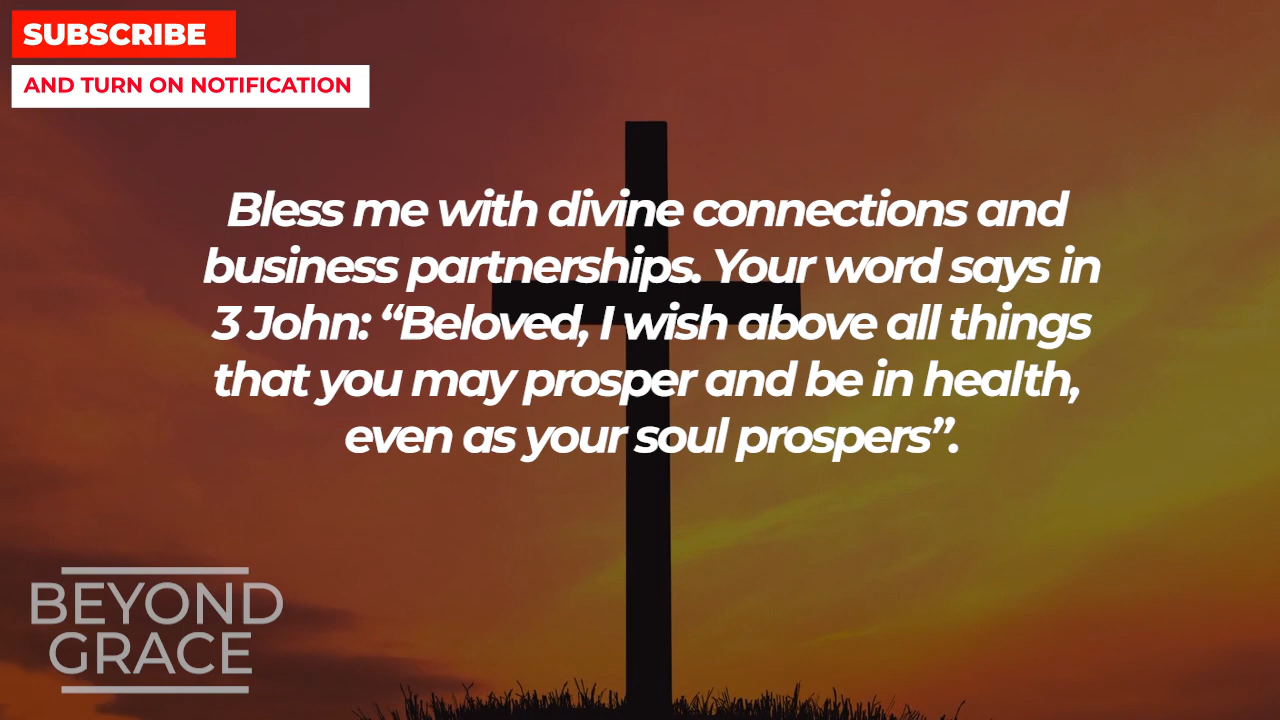 SUBSCRIBE
AND TURN ON NOTIFICATION
Bless me with divine connections and
business partnerships. Your word says in
3 John: “Beloved, I wish above all things
that you may prosper and be in health,
even as your soul prospers”.
BEYOND
GRACE